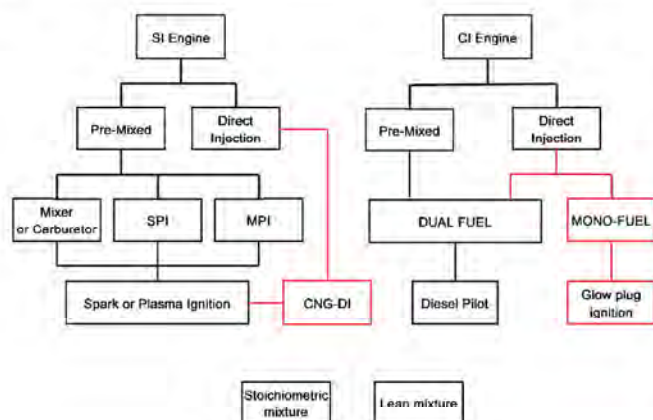 SI Engine
CI Engine
Pre-Mixed
Direct
Injection
Pre-Mixed
Direct
Injection
Mixer
or Carburetor
SPI
MPI
DUAL FUEL
MONO-FUEL
Spark or Plasma Ignition
CNG-DI
Diesel Pilot
Glow plug
ignition
Stoichiometric
mixture
Lean mixture